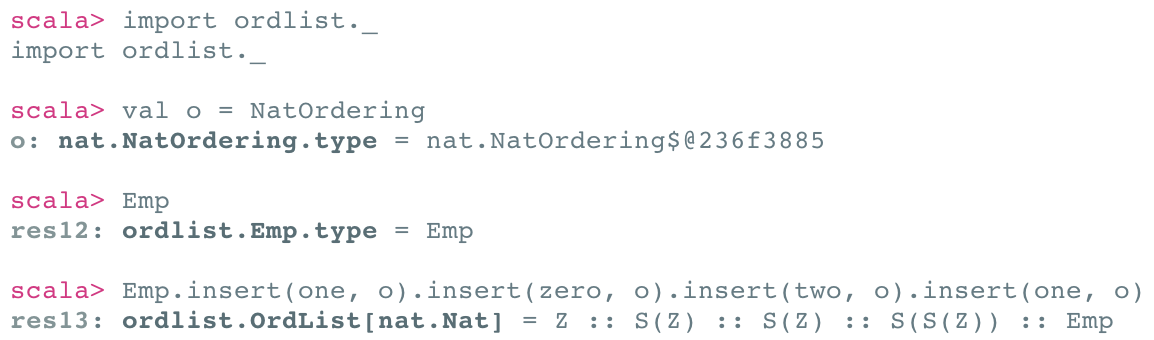 scala> import ordlist._
import ordlist._
scala> val o = NatOrdering
o: nat.NatOrdering.type = nat.NatOrdering$@236f3885
scala> Emp
res12: ordlist.Emp.type = Emp
scala> Emp.insert(one, o).insert(zero, o).insert(two, o).insert(one, o)
res13: ordlist.OrdList[nat.Nat] = Z :: S(Z) :: S(Z) :: S(S(Z)) :: Emp